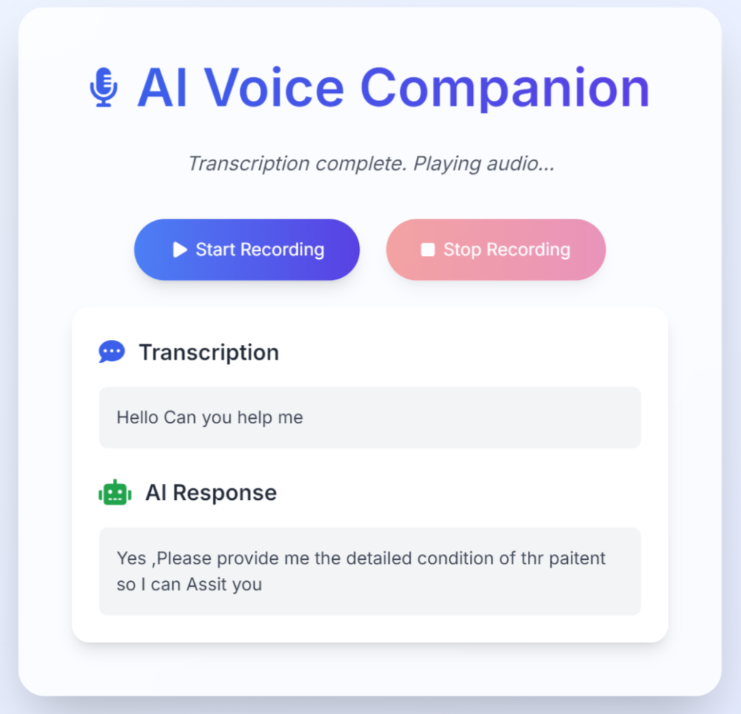 AI Voice Companion
Transcription complete. Playing audio...
Start Recording
Stop Recording
Transcription
Hello Can you help me
AI Response
Yes ,Please provide me the detailed condition of thr paitent
so I can Assit you